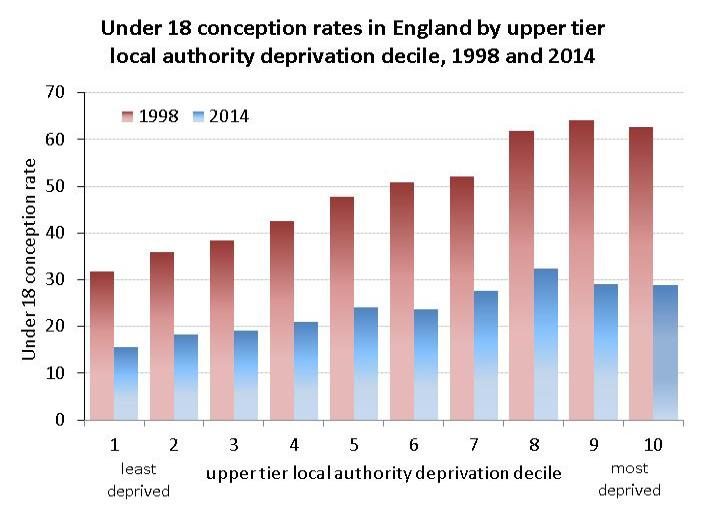 Under 18 conception rates in England by upper tier
local authority deprivation decile, 1998 and 2014
Under 18 conception rate
70
60
50
40
30
20
10
0
1998 2014
1 2 3 4 5 6 7 8 9 10
least
deprived
upper tier local authority deprivation decile
most
deprived